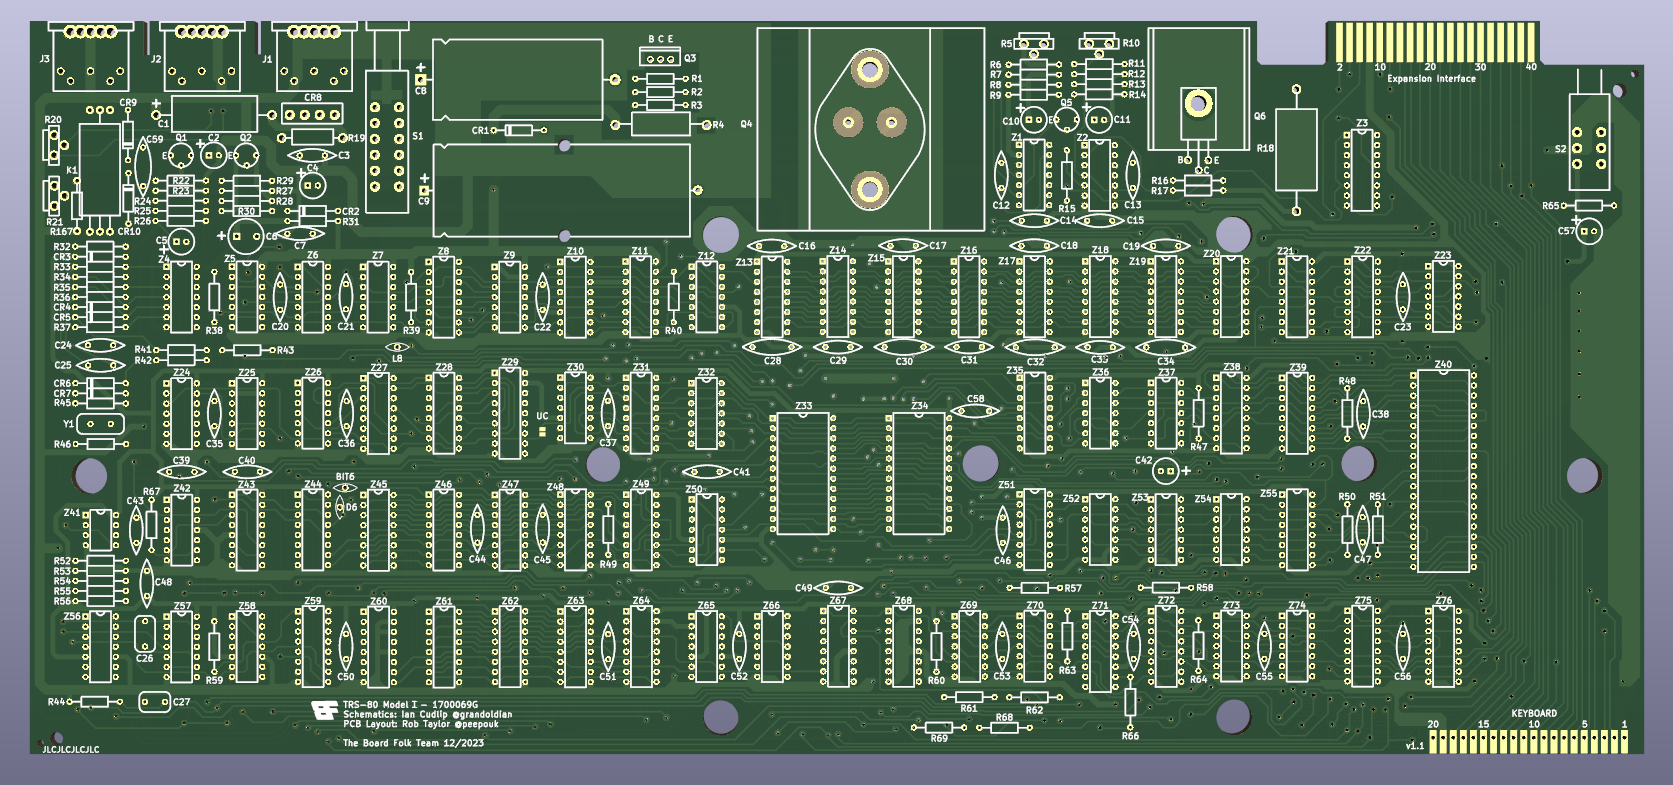 J3 J2 J1 B C E Q3 R5 R10 2 10 20 30 40
Expansion Interface
CR9 C8 R1 R2 R3 R4 R6 R7 R8 R9 R11 R12 R13 R14
R20 C1 CR8 S1 CR1 Q4 C10 E Q5 C11 Q6 R18 Z3 S2
C59 Q1 C2 Q2 R19 C3 Z1 Z2 B E C
K1 E E C4 C9 R16 R17
R22 R23 R24 R25 R26 R29 R27 R28 R30 CR2 R31 C12 R15 C13 R65
R21 R167 CR10 C5 C6 C7 C14 C15 C57
R32 CR3 R33 R34 R35 R36 CR4 CR5 R37
C16 C17 C18 C19
Z4 Z5 Z6 Z7 Z8 Z9 Z10 Z11 Z12 Z13 Z14 Z15 Z16 Z17 Z18 Z19 Z20 Z21 Z22 Z23
R38 C20 C21 R39 C22 R40 C23
C24 R41 R42 R43 L8 C28 C29 C30 C31 C32 C33 C34
C25
CR6 CR7 R45 Z24 Z25 Z26 Z27 Z28 Z29 Z30 Z31 Z32 Z33 Z34 C58 Z35 Z36 Z37 Z38 Z39 R48 Z40
Y1 C35 C36 UC C37 R47 C38
R46
C39 C40 C41 C42
BIT6
D6
R67 C43 Z41 Z42 Z43 Z44 Z45 Z46 Z47 Z48 Z49 Z50 Z51 Z52 Z53 Z54 Z55 R50 R51
C44 C45 R49 C46 C47
R52 R53 R54 R55 R56 C48 C49 R57 R58
Z56 Z57 Z58 Z59 Z60 Z61 Z62 Z63 Z64 Z65 Z66 Z67 Z68 Z69 Z70 Z71 C54 Z72 Z73 Z74 Z75 Z76
C26 R59 C50 C51 C52 R60 C53 R63 R64 C55 C56
R44 C27 R61 R62 R66
TRS-80 Model I - 1700069G
Schematics: Ian Cudlip @grandoldian
PCB Layout: Rob Taylor @peepouk
R69 R68
KEYBOARD
20 15 10 5 1
The Board Folk Team 12/2023
v1.1
JLCJLCJLCJLC